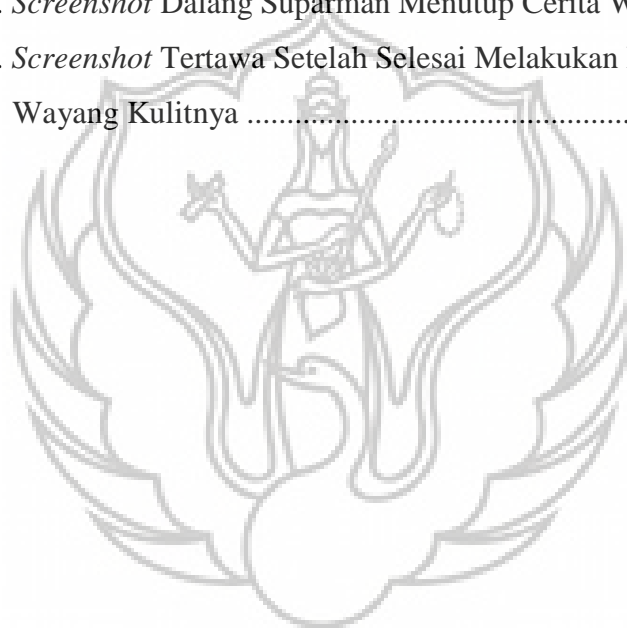 . Screenshot Dalang Suparman Menutup Cerita W
. Screenshot Tertawa Setelah Selesai Melakukan
Wayang Kulitnya ................................................